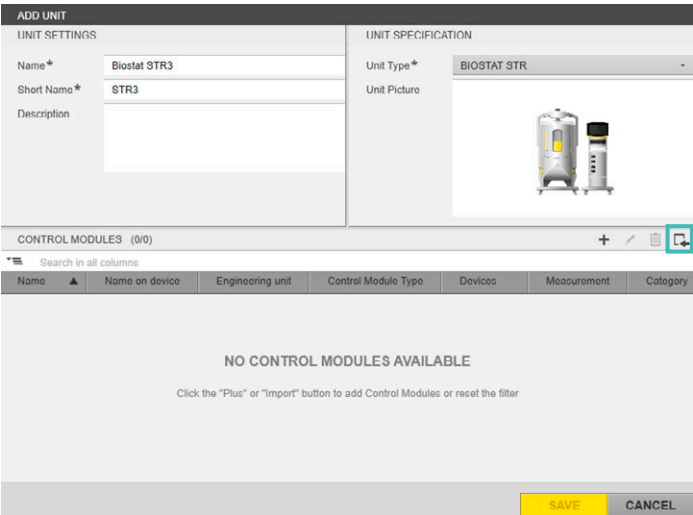 ADD UNIT
UNIT SETTINGS
UNIT SPECIFICATION
Name*
Biostat STR3
Unit Type*
BIOSTAT STR
Short Name*
STR3
Unit Picture
Description
CONTROL MODULES (0/0)
Search in all columns
Name
Name on device
Engineering unit
Control Module Type
Devices
Measurement
Category
NO CONTROL MODULES AVAILABLE
Click the "Plus" or "Import" button to add Control Modules or reset the filter
SAVE
CANCEL